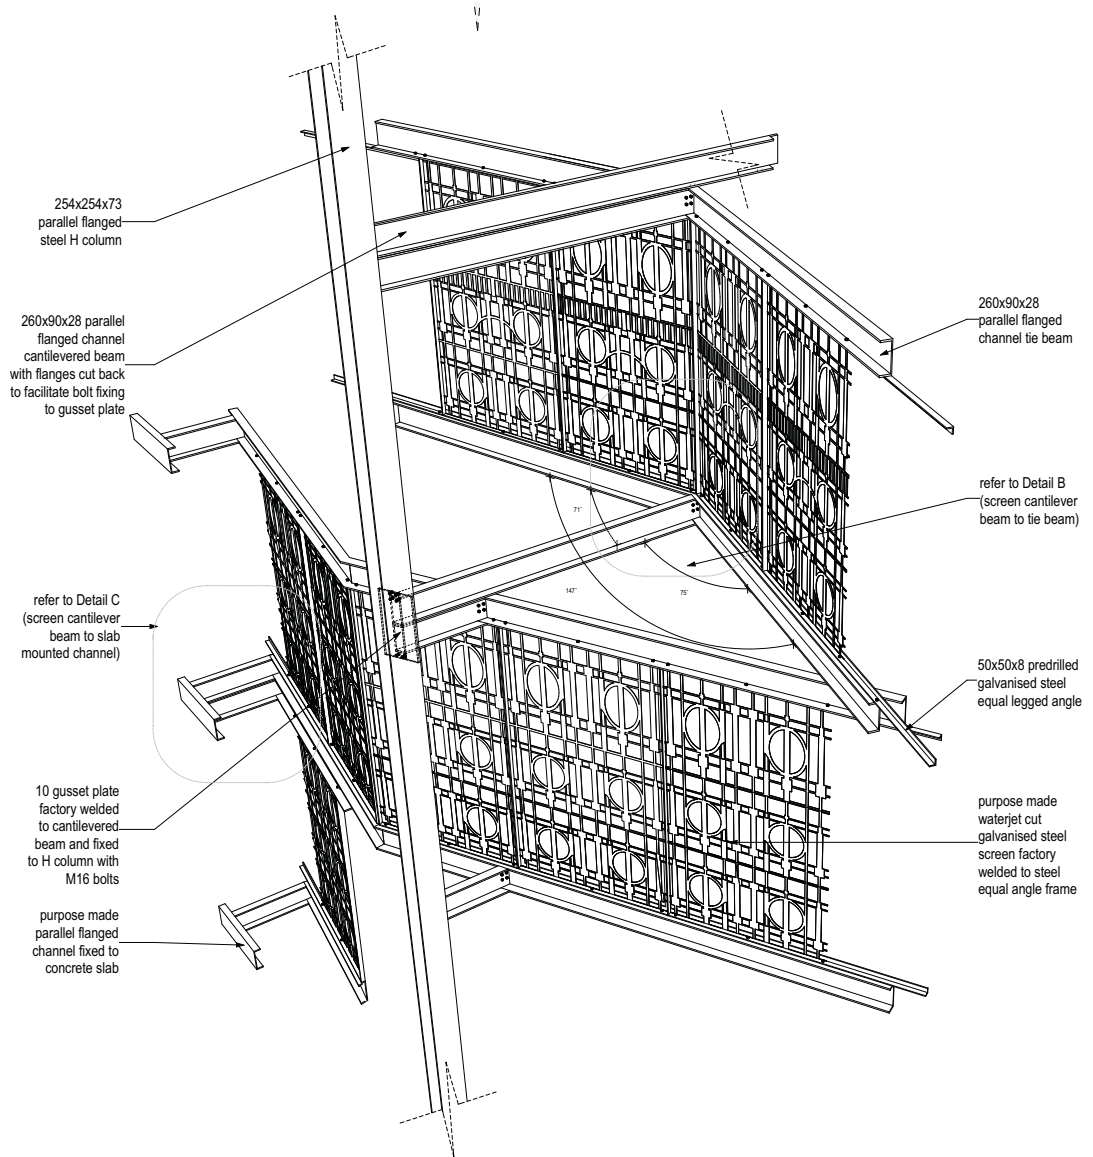 254x254x73
parallel flanged
steel H column
260x90x28 parallel
flanged channel
cantilevered beam
with flanges cut back
to facilitate bolt fixing
to gusset plate
260x90x28
parallel flanged
channel tie beam
refer to Detail B
(screen cantilever
beam to tie beam)
71°
147°
75°
refer to Detail C
(screen cantilever
beam to slab
mounted channel)
50x50x8 predrilled
galvanised steel
equal legged angle
10 gusset plate
factory welded
to cantilevered
beam and fixed
to H column with
M16 bolts
purpose made
waterjet cut
galvanised steel
screen factory
welded to steel
equal angle frame
purpose made
parallel flanged
channel fixed to
concrete slab